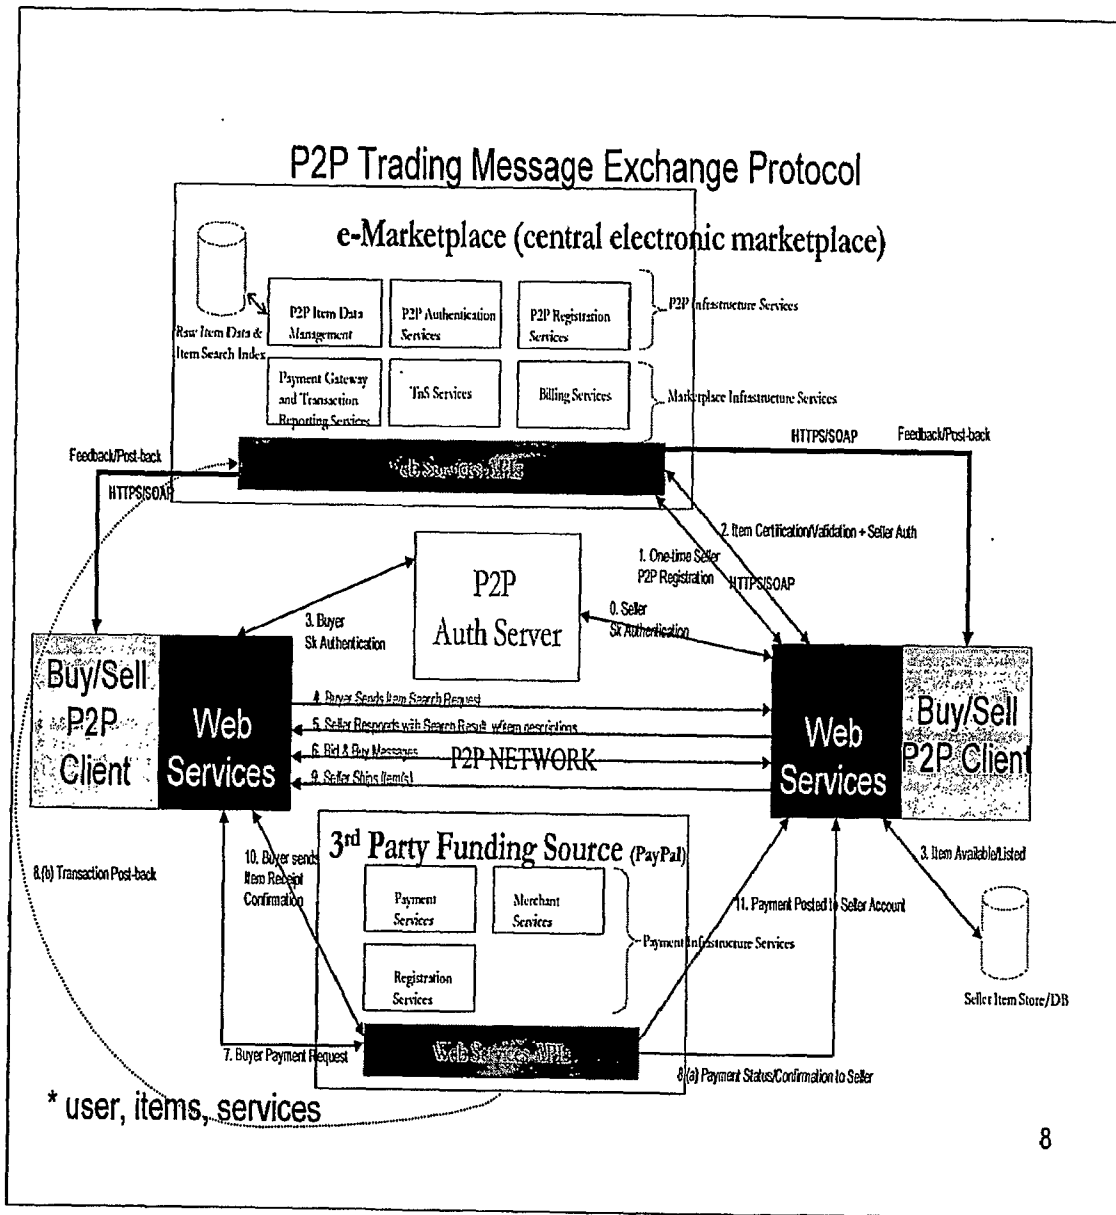 P2P Trading Message Exchange Protocol
e-Marketplace (central electronic marketplace)
P2P Item Data
Management
P2P Authentication
Services
P2P Registration
Services
P2P Infrastructure Services
Raw Item Data &
Item Search Index
Payment Gateway
and Transaction
Reporting Services
TnS Services
Billing Services
Marketplace Infrastructure Services
Web Services APIs
Feedback/Post-back
HTTPS/SOAP
HTTPS/SOAP
Feedback/Post-back
2. Item Certification/Validation + Seller Auth
1. One-time Seller
P2P Registration
HTTPS/SOAP
P2P
Auth Server
3. Buyer
Sk Authentication
0. Seller
Sk Authentication
Buy/Sell
P2P
Client
Web
Services
4. Buyer Sends Item Search Request
5. Seller Responds with Search Result, w/item descriptions
6. Bid & Buy Messages
P2P NETWORK
9. Seller Ships Item(s)
Web
Services
Buy/Sell
P2P Client
3rd Party Funding Source (PayPal)
Payment
Services
Merchant
Services
Registration
Services
Payment Infrastructure Services
Web Services APIs
8.(b) Transaction Post-back
10. Buyer sends
Item Receipt
Confirmation
3. Item Available/Listed
11. Payment Posted to Seller Account
Seller Item Store/DB
7. Buyer Payment Request
8.(a) Payment Status/Confirmation to Seller
* user, items, services
8